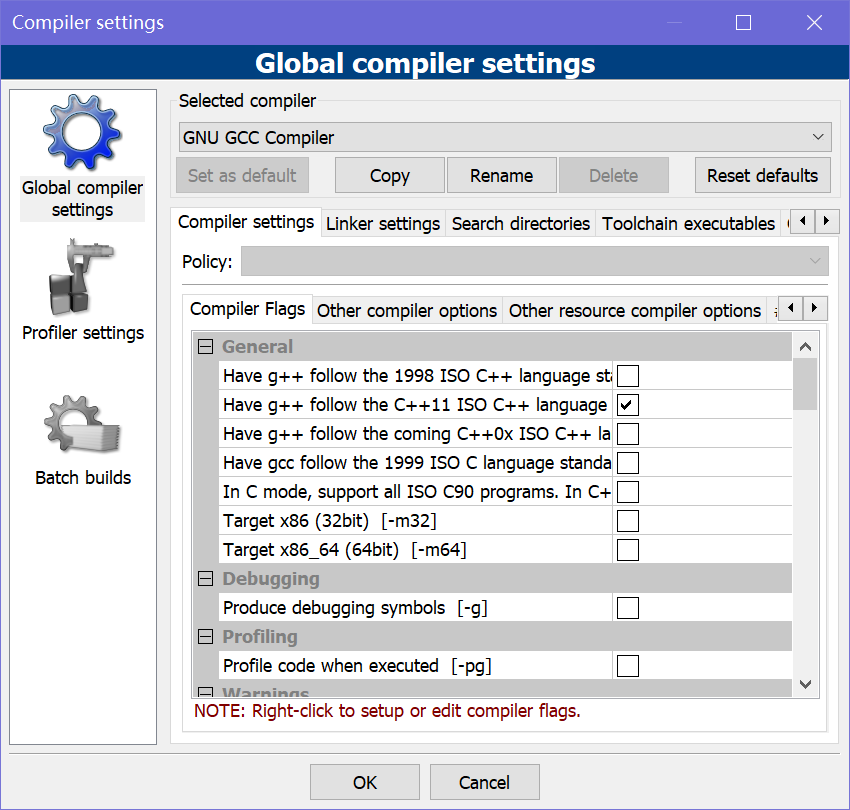 Compiler settings
Global compiler settings
Global compiler
settings
Profiler settings
Batch builds
Selected compiler
GNU GCC Compiler
Set as default
Copy
Rename
Delete
Reset defaults
Compiler settings
Linker settings
Search directories
Toolchain executables
Policy:
Compiler Flags
Other compiler options
Other resource compiler options
General
Have g++ follow the 1998 ISO C++ language sta
Have g++ follow the C++11 ISO C++ language
Have g++ follow the coming C++0x ISO C++ la
Have gcc follow the 1999 ISO C language standa
In C mode, support all ISO C90 programs. In C+
Target x86 (32bit) [-m32]
Target x86_64 (64bit) [-m64]
Debugging
Produce debugging symbols [-g]
Profiling
Profile code when executed [-pg]
Warnings
NOTE: Right-click to setup or edit compiler flags.
OK
Cancel